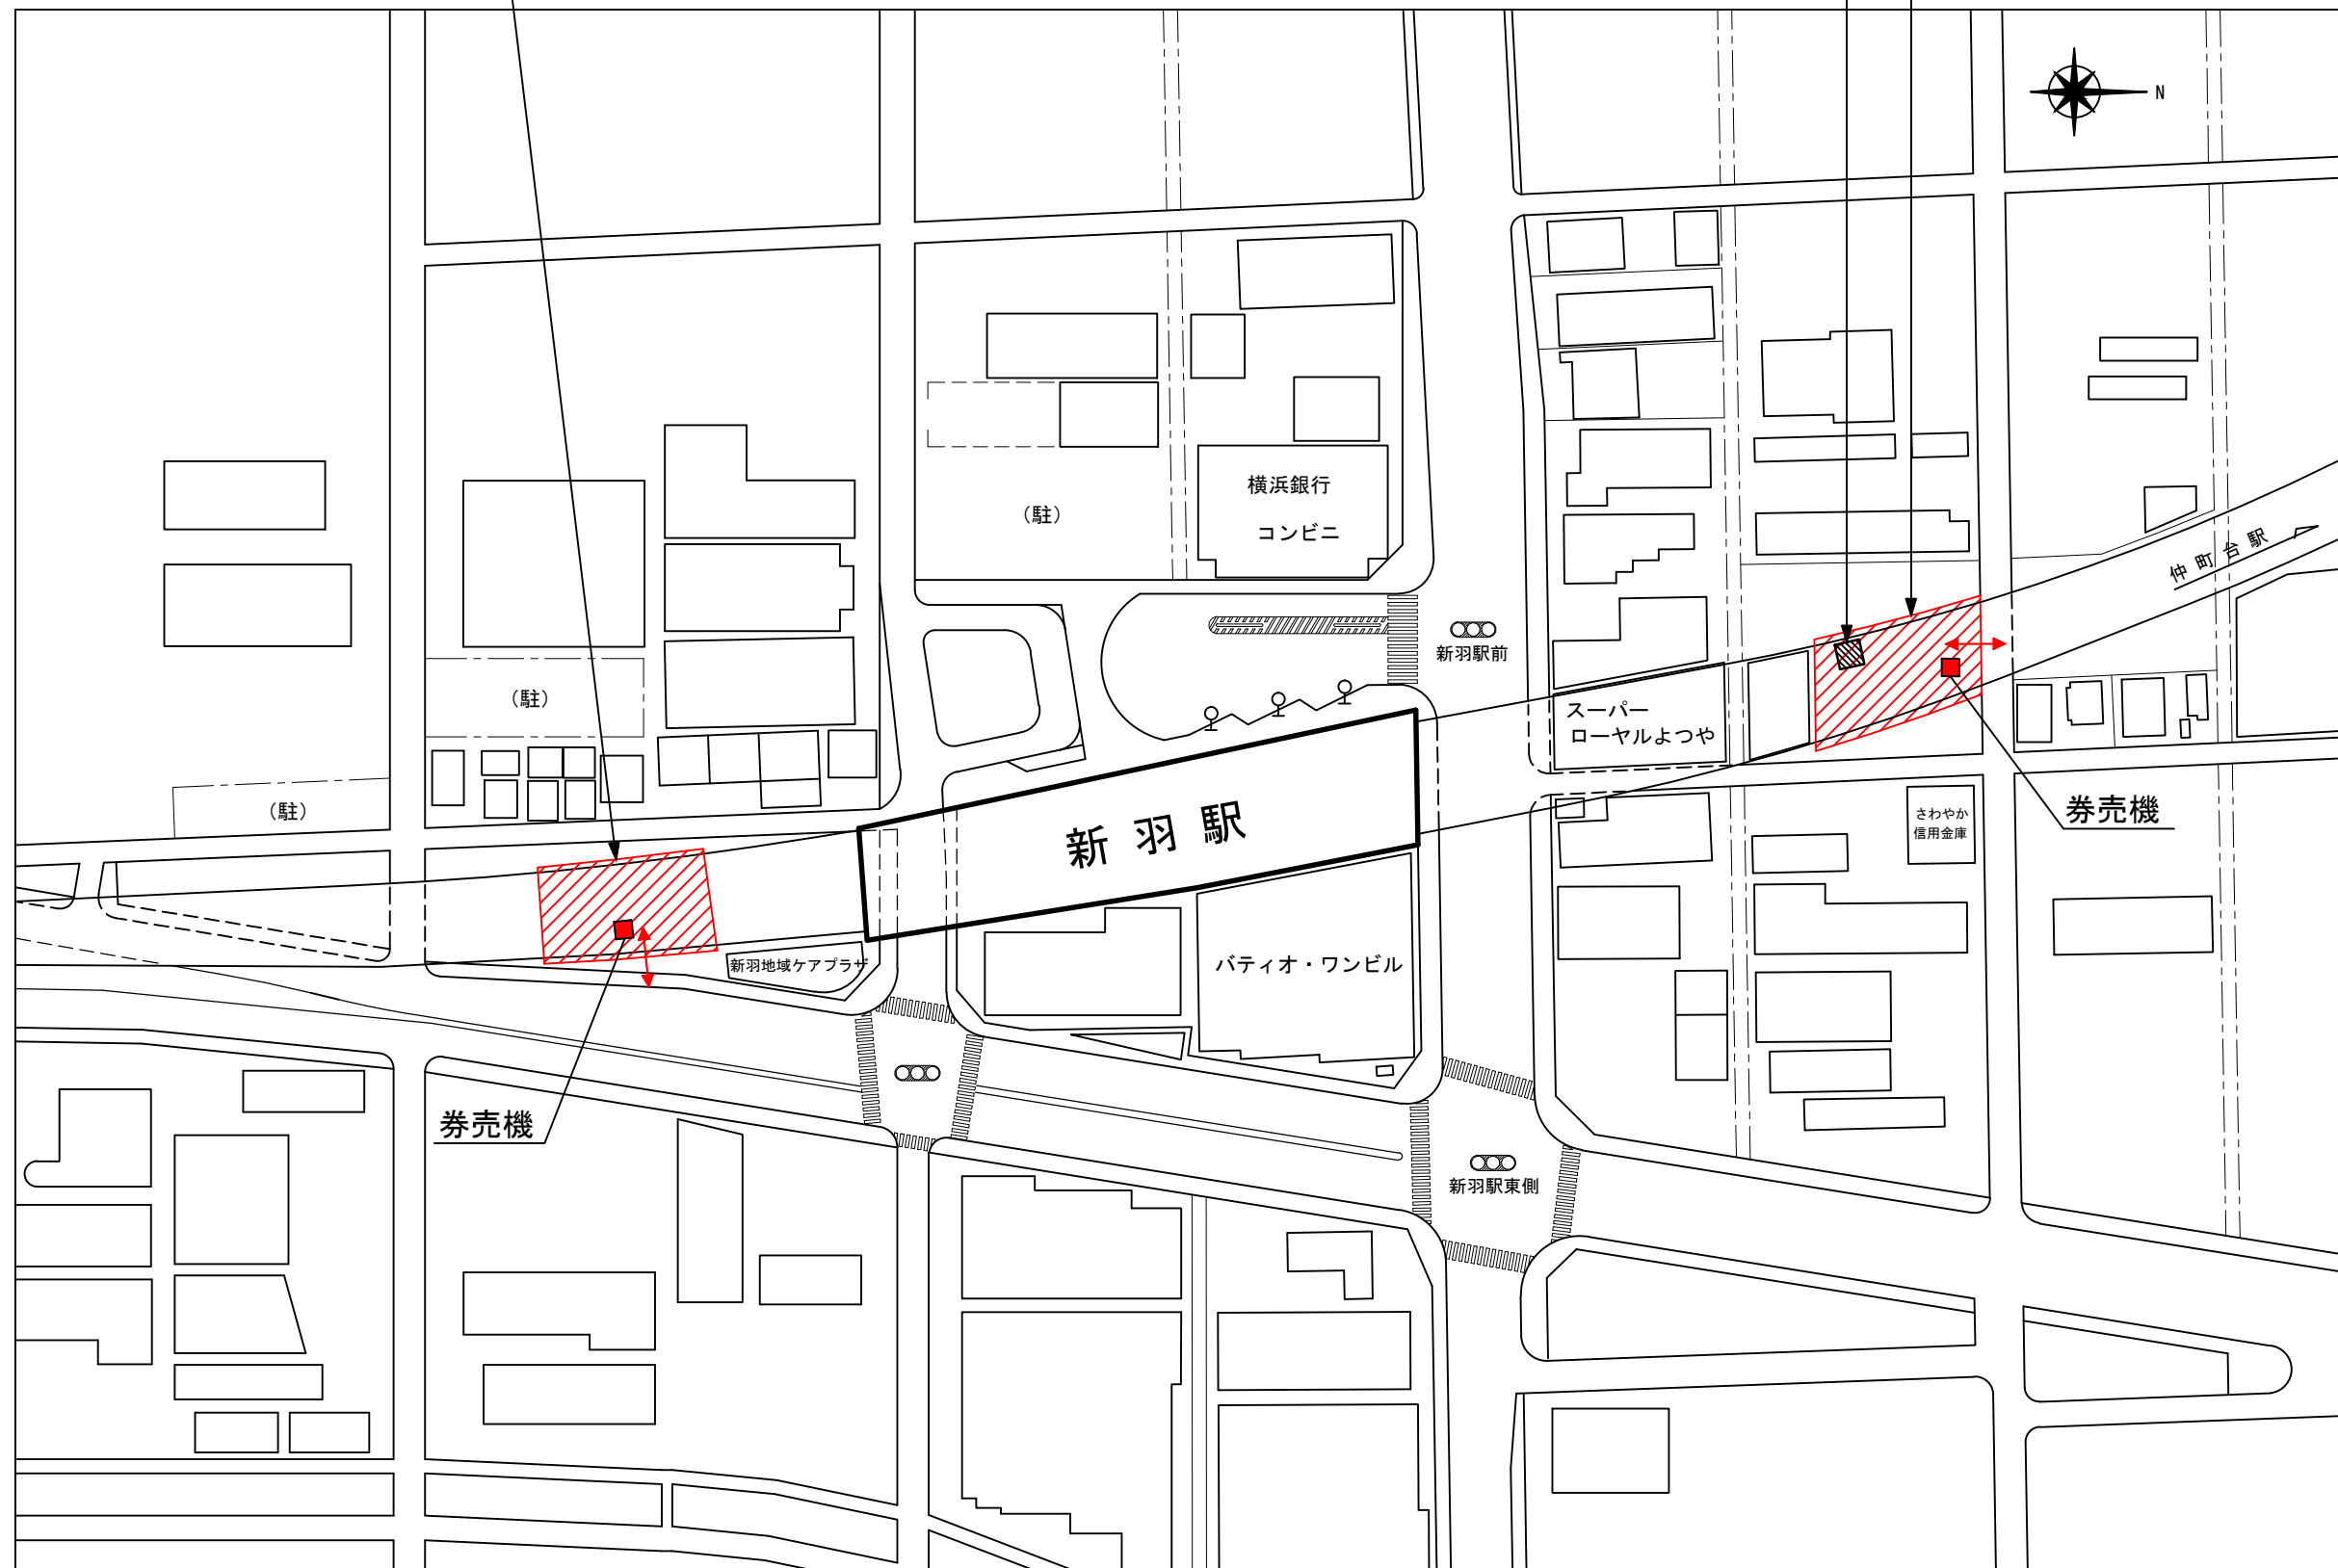 N
横浜銀行
コンビニ
（駐）
仲町台駅
新羽駅前
（駐）
スーパー
ローヤルよつや
（駐）
券売機
新羽駅
さわやか
信用金庫
新羽地域ケアプラザ
バティオ・ワンビル
券売機
新羽駅東側